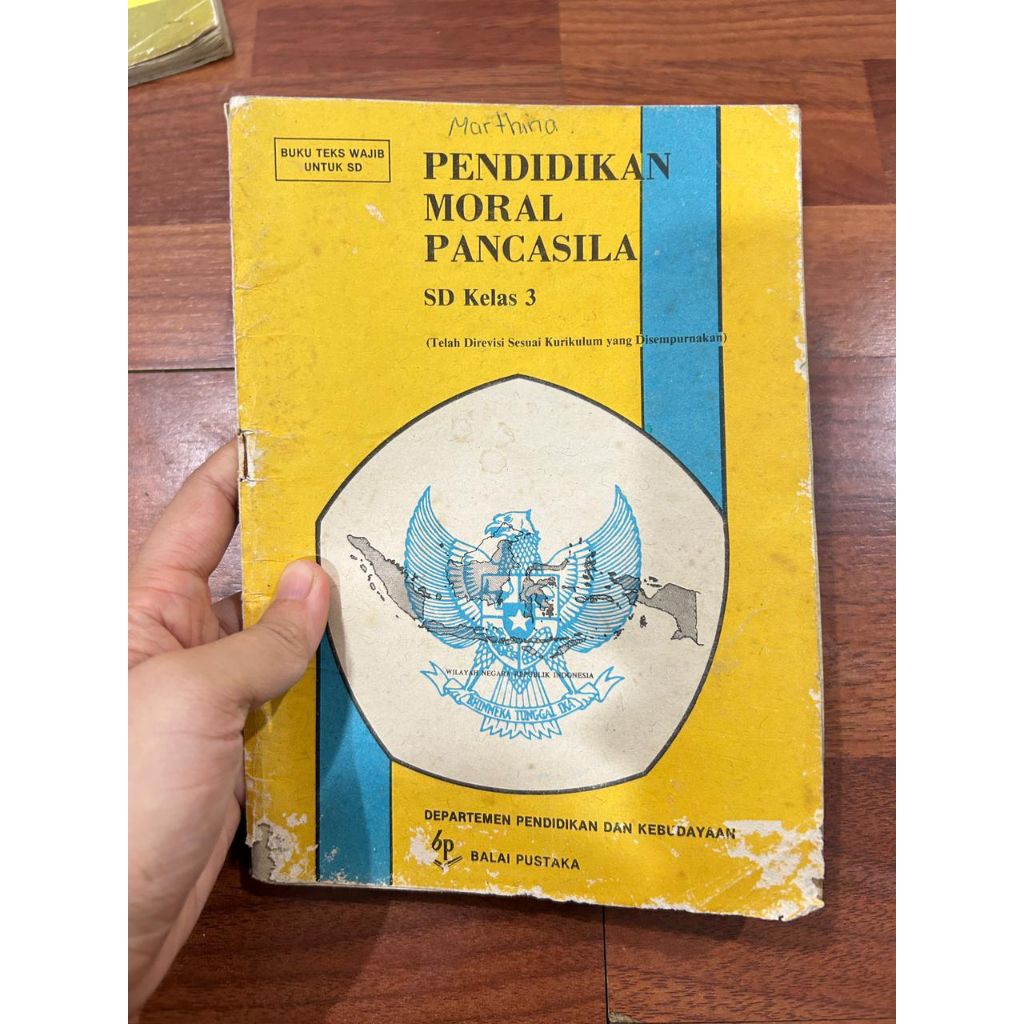 Marthina.
BUKU TEKS WAJIB
UNTUK SD
PENDIDIKAN
MORAL
PANCASILA
SD Kelas 3
(Telah Direvisi Sesuai Kurikulum yang Disempurnakan)
WILAYAH NEGARA REPUBLIK INDONESIA
BHINNEKA TUNGGAL IKA
DEPARTEMEN PENDIDIKAN DAN KEBUDAYAAN
bp
BALAI PUSTAKA